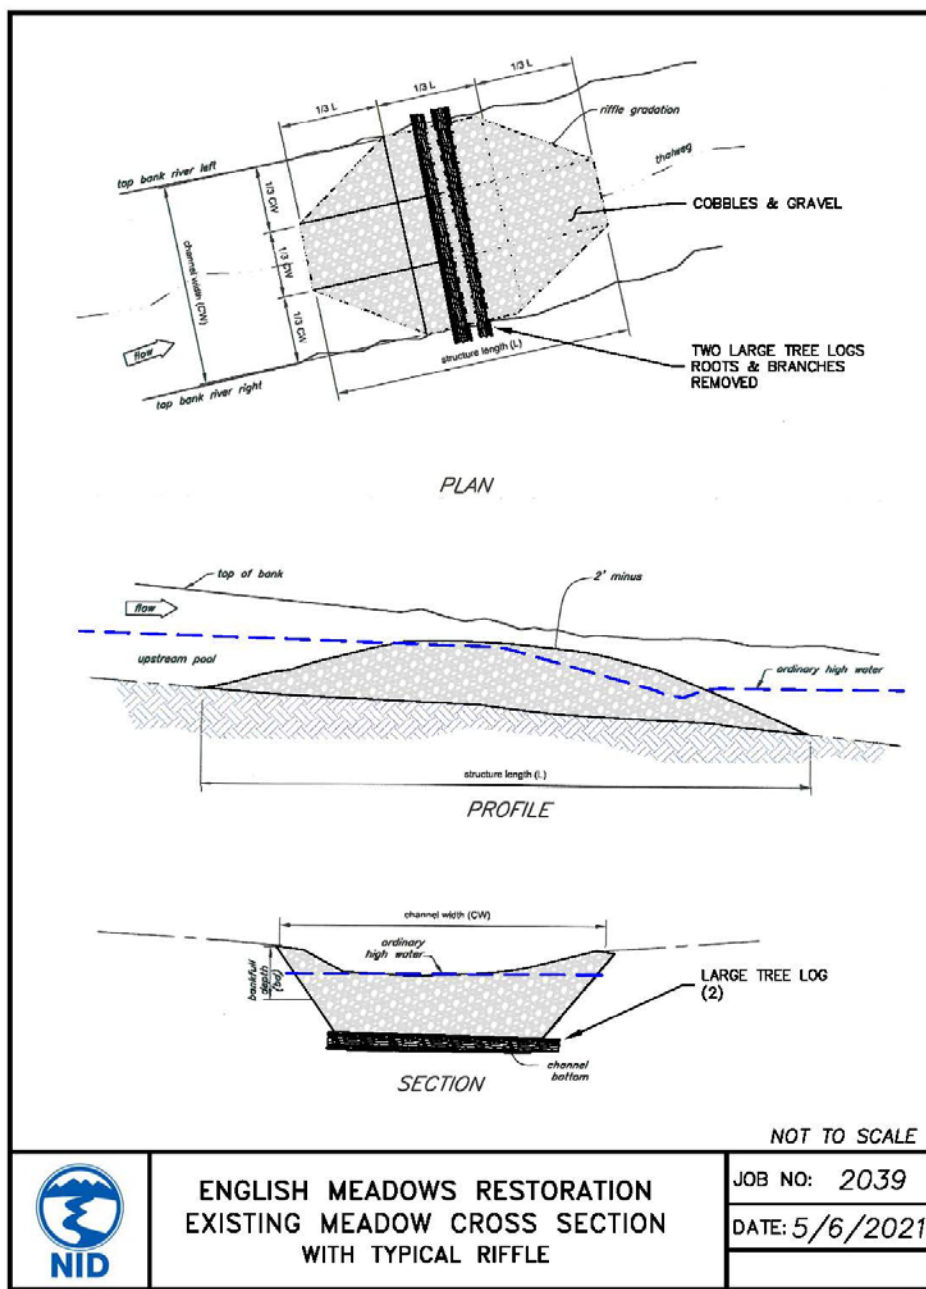 1/3 L
1/3 L
1/3 L
riffle gradation
thalweg
top bank river left
1/3 CW
1/3 CW
1/3 CW
channel width (CW)
COBBLES & GRAVEL
flow
structure length (L)
TWO LARGE TREE LOGS
ROOTS & BRANCHES
REMOVED
top bank river right
PLAN
top of bank
2' minus
flow
upstream pool
ordinary high water
structure length (L)
PROFILE
channel width (CW)
ordinary
high water
bankfull
depth
(bd)
LARGE TREE LOG
(2)
channel
bottom
SECTION
NOT TO SCALE
NID
ENGLISH MEADOWS RESTORATION
EXISTING MEADOW CROSS SECTION
WITH TYPICAL RIFFLE
JOB NO: 2039
DATE: 5/6/2021